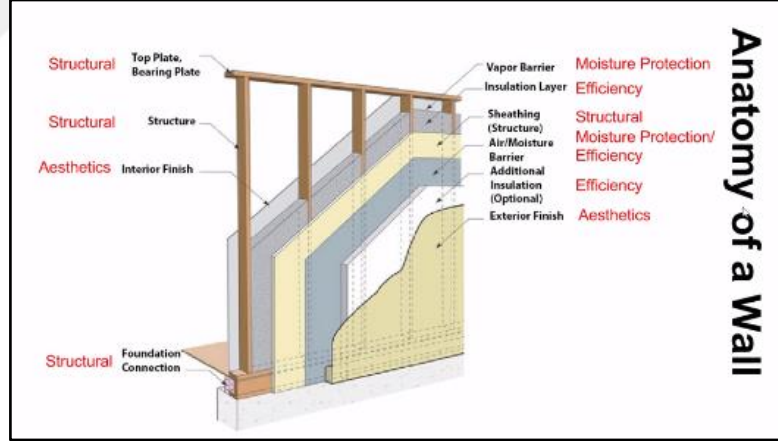 Structural
Top Plate,
Bearing Plate
Structural
Structure
Aesthetics
Interior Finish
Structural
Foundation
Connection
Vapor Barrier
Moisture Protection
Insulation Layer
Efficiency
Sheathing
(Structure)
Structural
Air/Moisture
Barrier
Moisture Protection/
Efficiency
Additional
Insulation
(Optional)
Efficiency
Exterior Finish
Aesthetics
Anatomy of a Wall